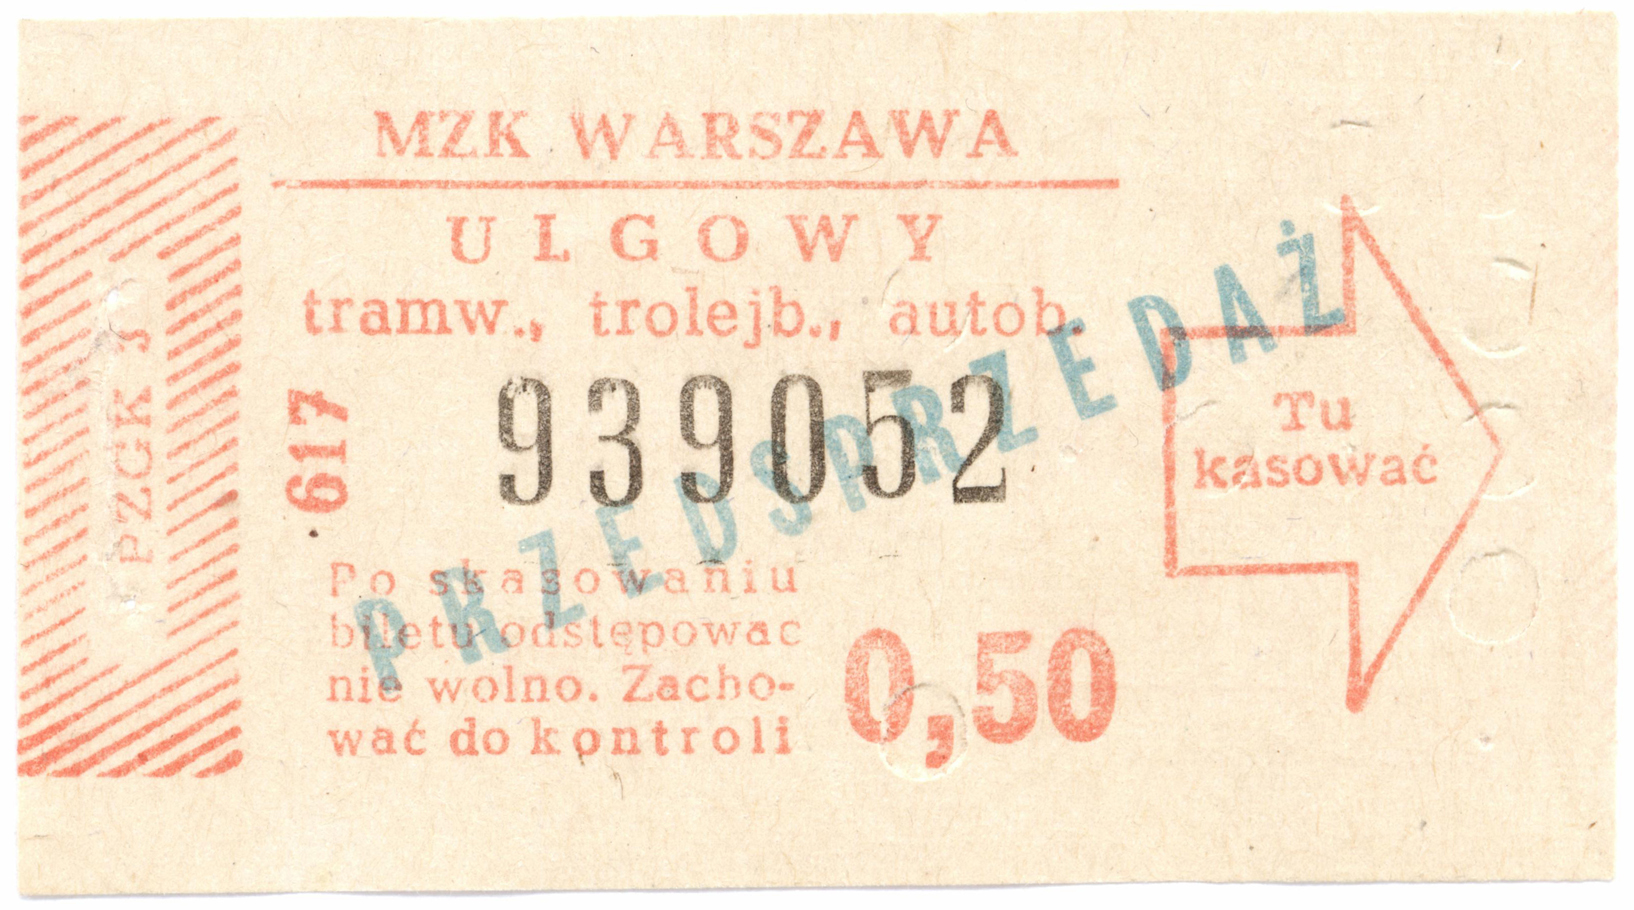 MZK WARSZAWA
ULGOWY
tramw., trolejb., autob.
617
939052
PRZEDSPRZEDAŻ
Po skasowaniu
biletu odstępowac
nie wolno. Zacho-
wać do kontroli
0,50
Tu
kasować
PZGK J